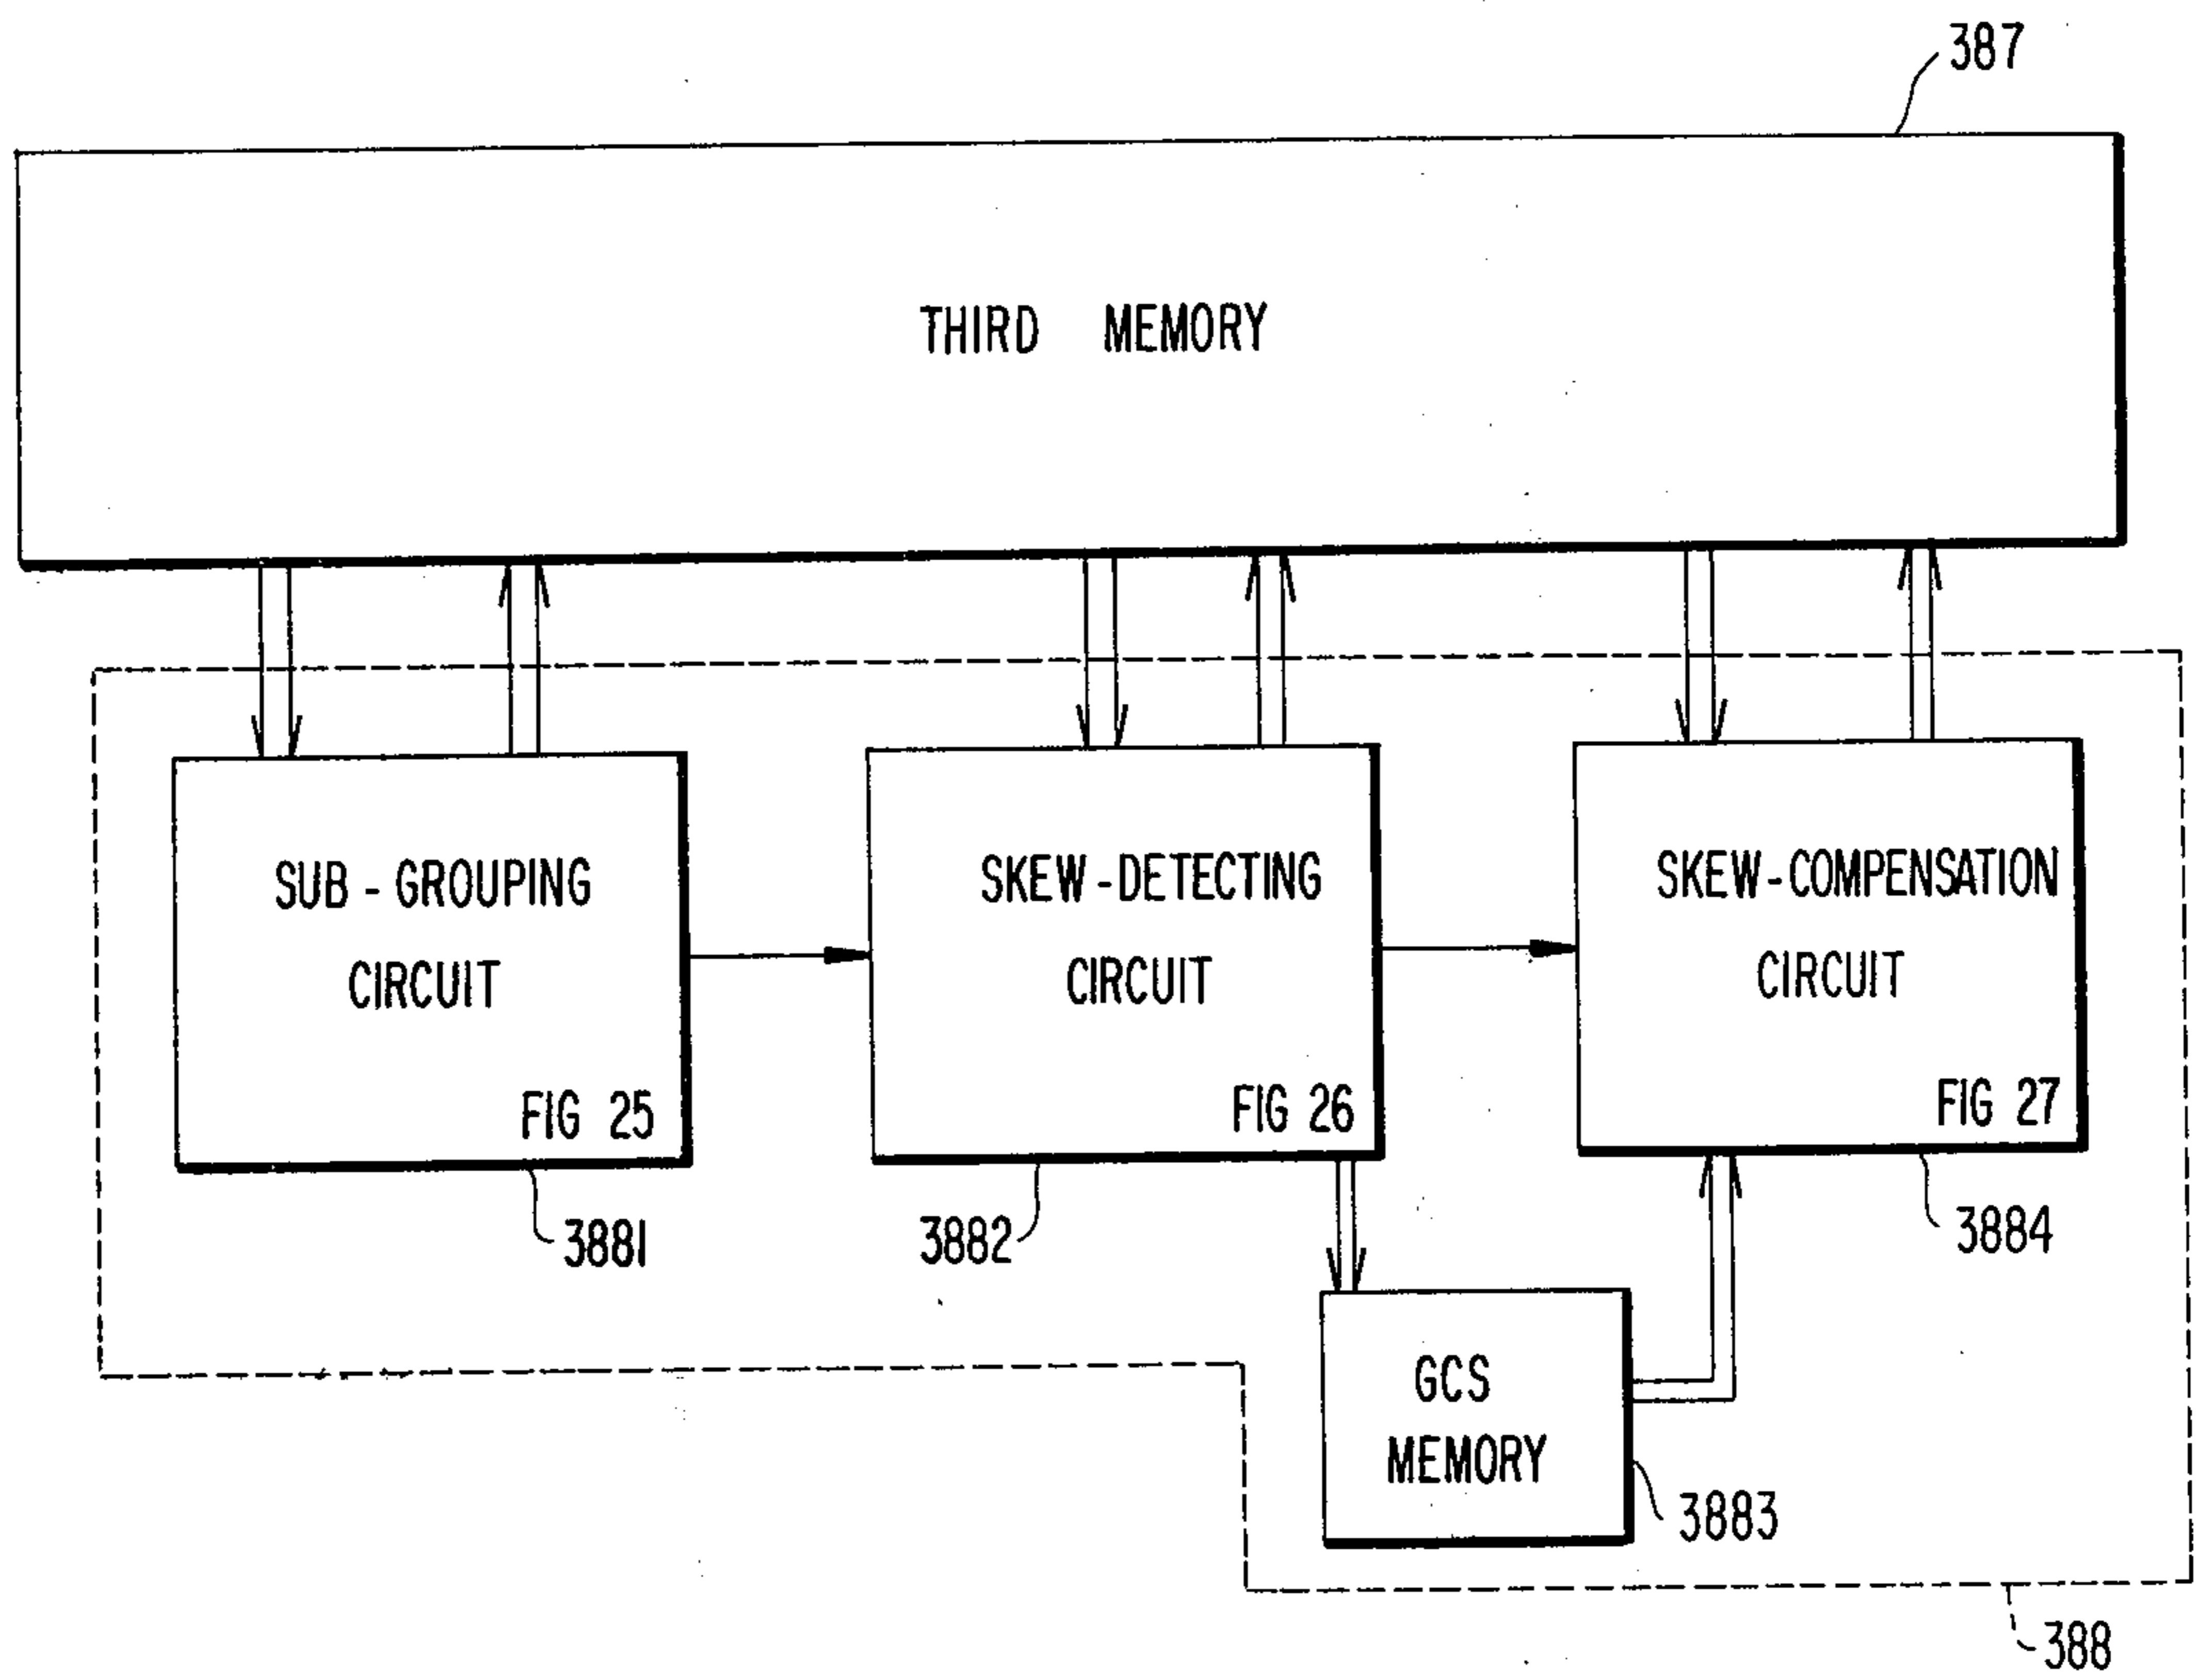 387
THIRD MEMORY
SUB-GROUPING
CIRCUIT
FIG 25
3881
SKEW-DETECTING
CIRCUIT
FIG 26
3882
SKEW-COMPENSATION
CIRCUIT
FIG 27
3884
GCS
MEMORY
3883
388